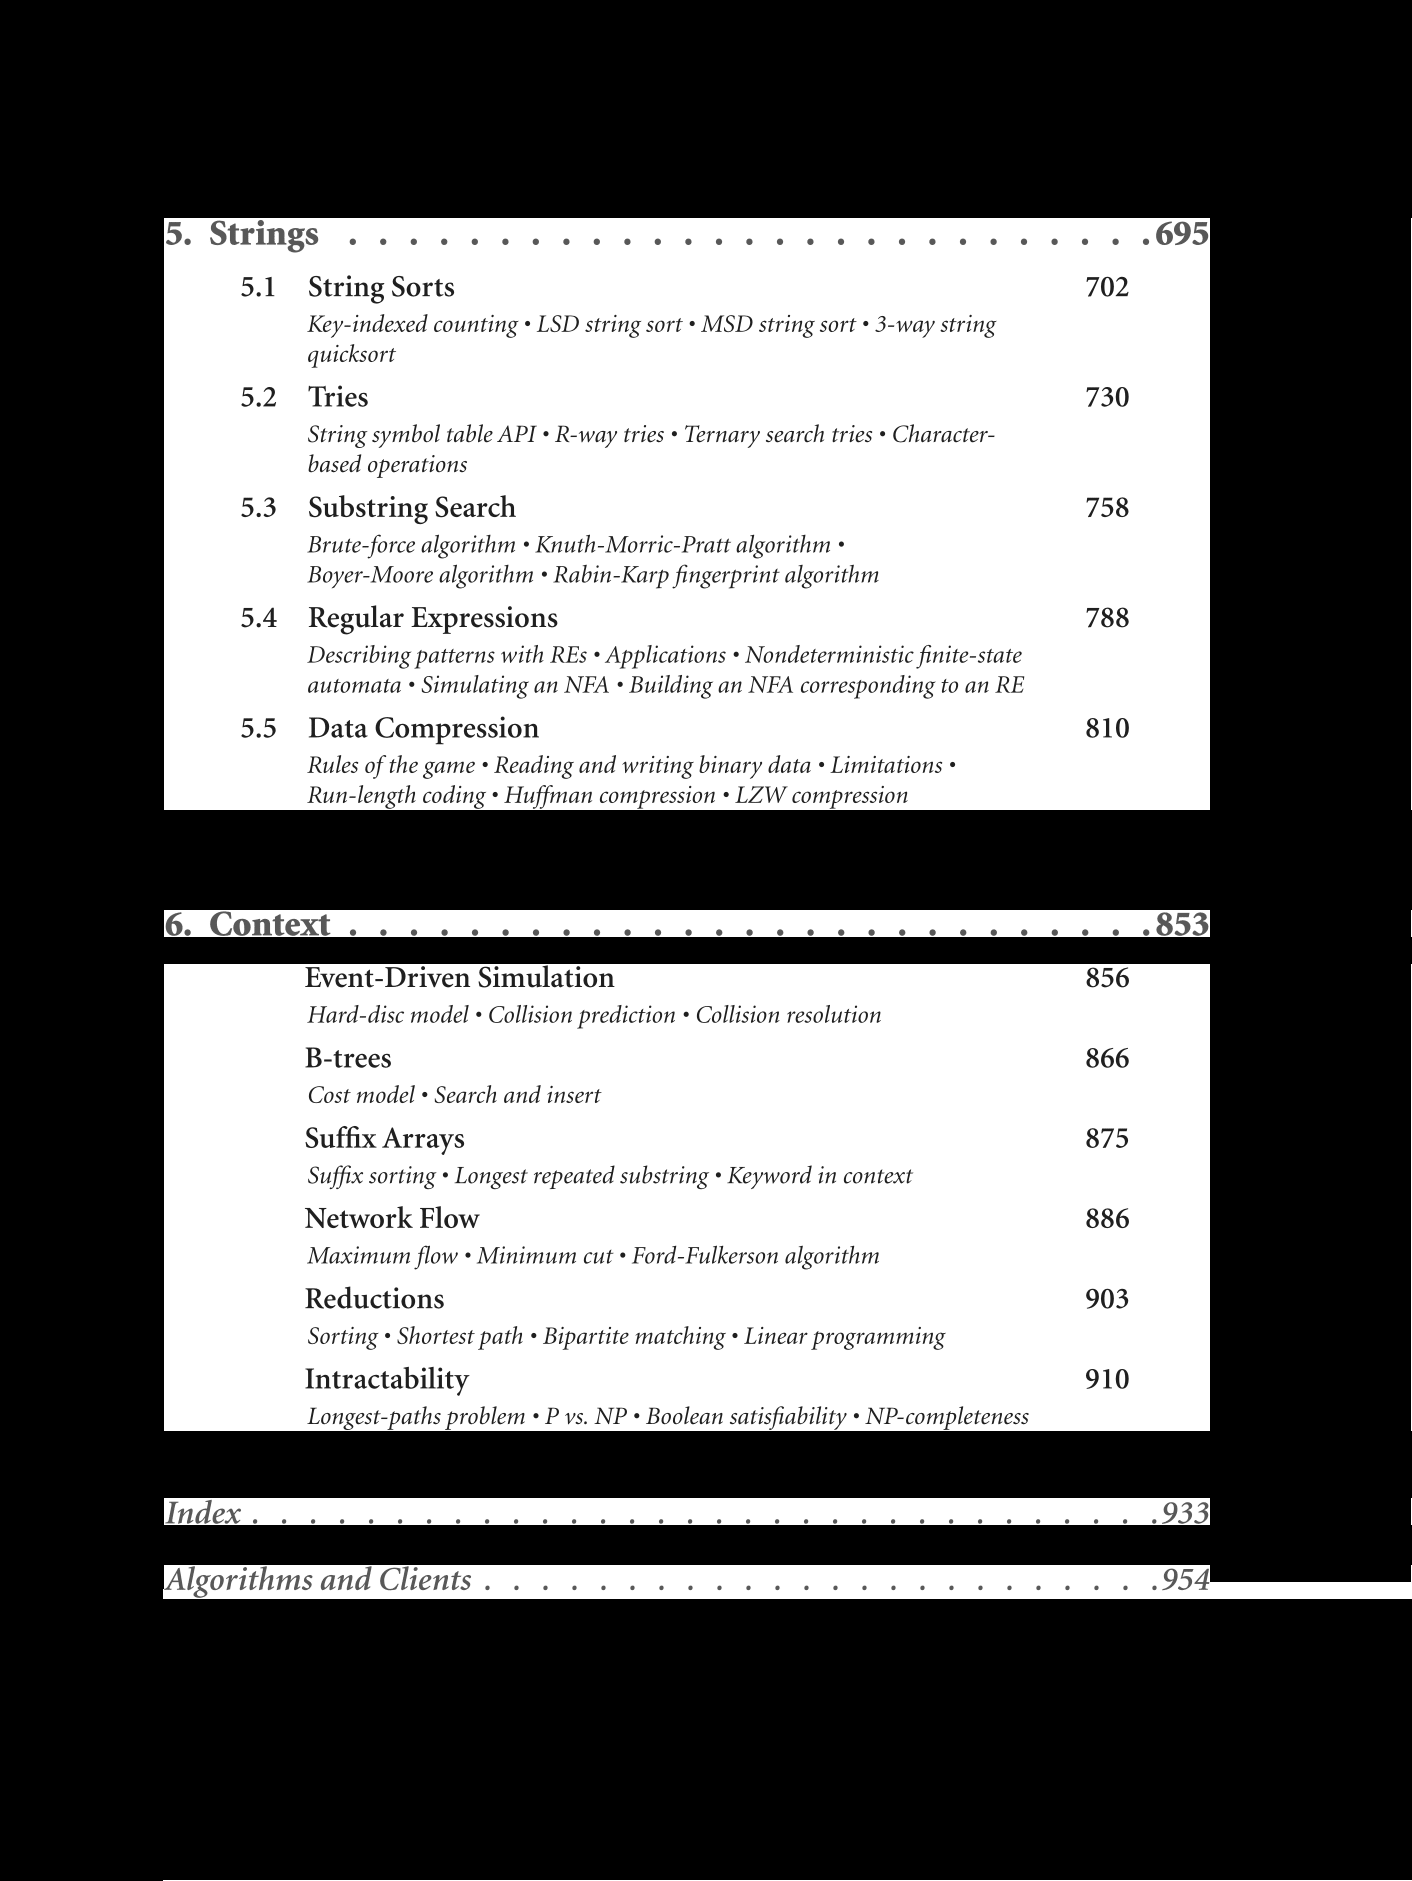 5. Strings . . . . . . . . . . . . . . . . . . . . . . . . . . . 695
5.1 String Sorts 702
Key-indexed counting • LSD string sort • MSD string sort • 3-way string
quicksort
5.2 Tries 730
String symbol table API • R-way tries • Ternary search tries • Character-
based operations
5.3 Substring Search 758
Brute-force algorithm • Knuth-Morric-Pratt algorithm •
Boyer-Moore algorithm • Rabin-Karp fingerprint algorithm
5.4 Regular Expressions 788
Describing patterns with REs • Applications • Nondeterministic finite-state
automata • Simulating an NFA • Building an NFA corresponding to an RE
5.5 Data Compression 810
Rules of the game • Reading and writing binary data • Limitations •
Run-length coding • Huffman compression • LZW compression
6. Context . . . . . . . . . . . . . . . . . . . . . . . . . . . 853
Event-Driven Simulation 856
Hard-disc model • Collision prediction • Collision resolution
B-trees 866
Cost model • Search and insert
Suffix Arrays 875
Suffix sorting • Longest repeated substring • Keyword in context
Network Flow 886
Maximum flow • Minimum cut • Ford-Fulkerson algorithm
Reductions 903
Sorting • Shortest path • Bipartite matching • Linear programming
Intractability 910
Longest-paths problem • P vs. NP • Boolean satisfiability • NP-completeness
Index . . . . . . . . . . . . . . . . . . . . . . . . . . . . . . . . 933
Algorithms and Clients . . . . . . . . . . . . . . . . . . . . . . . . 954